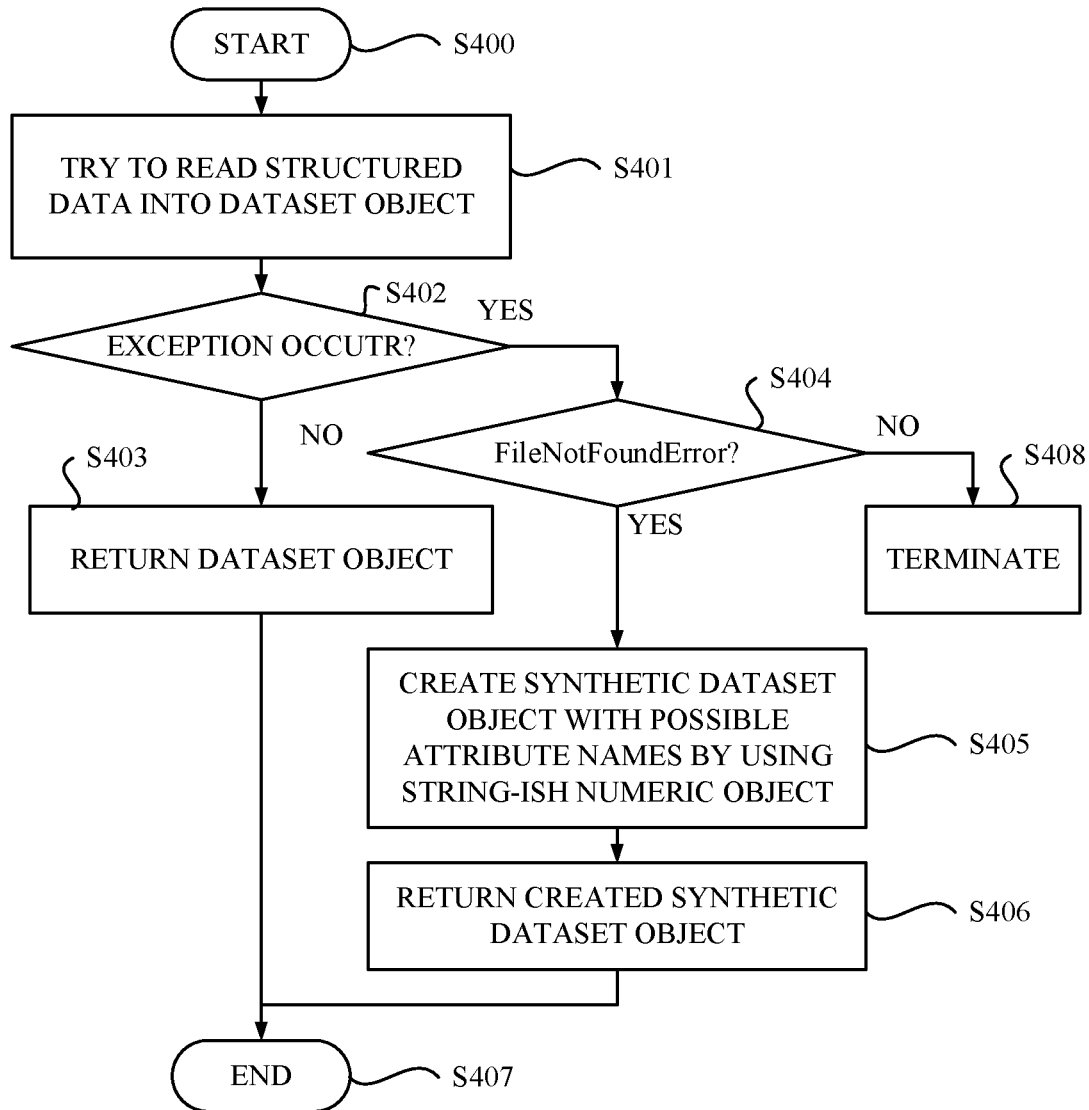 START
S400
TRY TO READ STRUCTURED
DATA INTO DATASET OBJECT
S401
S402
YES
EXCEPTION OCCUTR?
S404
NO
NO
FileNotFoundError?
S403
S408
YES
RETURN DATASET OBJECT
TERMINATE
CREATE SYNTHETIC DATASET
OBJECT WITH POSSIBLE
ATTRIBUTE NAMES BY USING
STRING-ISH NUMERIC OBJECT
S405
RETURN CREATED SYNTHETIC
DATASET OBJECT
S406
END
S407